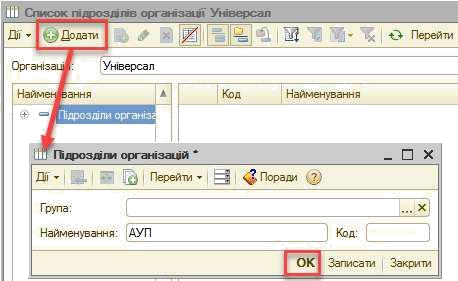 Список підрозділів організації Універсал
Дії Додати Перейти
Організація: Універсал
Найменування Код Найменування
Підрозділи організа
Підрозділи організацій *
Дії Перейти Поради
Група:
Найменування: АУП Код:
OK Записати Закрити